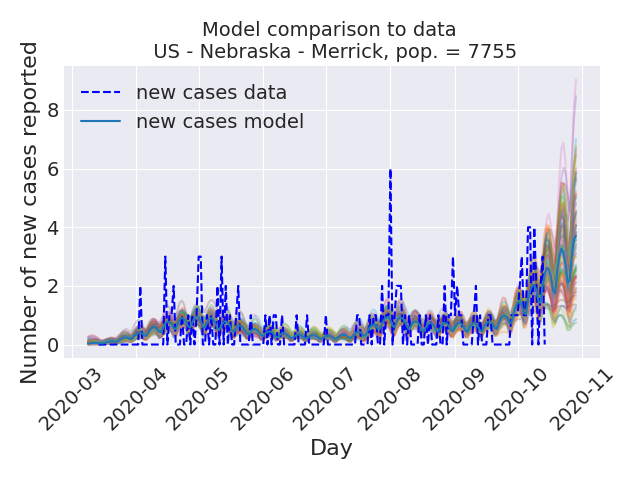 Model comparison to data
US - Nebraska - Merrick, pop. = 7755
Number of new cases reported
8
6
4
2
0
new cases data
new cases model
2020-03
2020-04
2020-05
2020-06
2020-07
2020-08
2020-09
2020-10
2020-11
Day